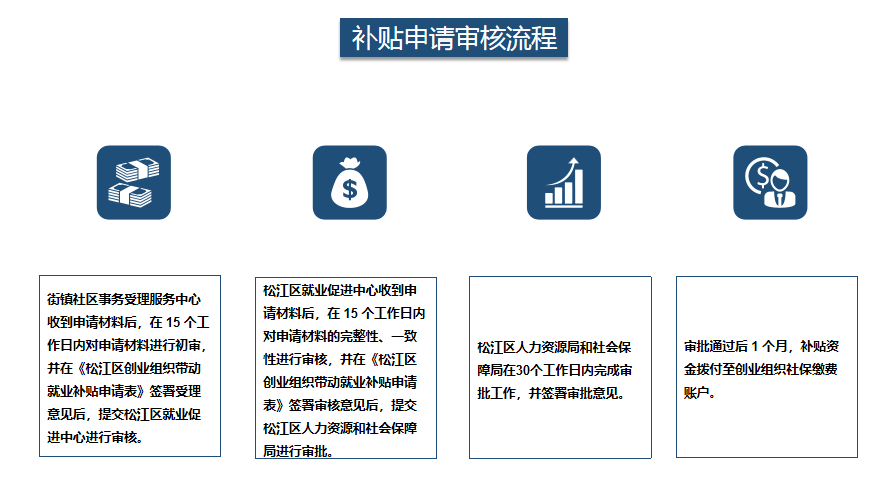 补贴申请审核流程
街镇社区事务受理服务中心
收到申请材料后，在 15 个工
作日内对申请材料进行初审，
并在《松江区创业组织带动
就业补贴申请表》签署受理
意见后，提交松江区就业促
进中心进行审核。
松江区就业促进中心收到申
请材料后，在 15 个工作日内
对申请材料的完整性、一致
性进行审核，并在《松江区
创业组织带动就业补贴申请
表》签署审核意见后，提交
松江区人力资源和社会保障
局进行审批。
松江区人力资源局和社会保
障局在30个工作日内完成审
批工作，并签署审批意见。
审批通过后 1 个月，补贴资
金拨付至创业组织社保缴费
账户。